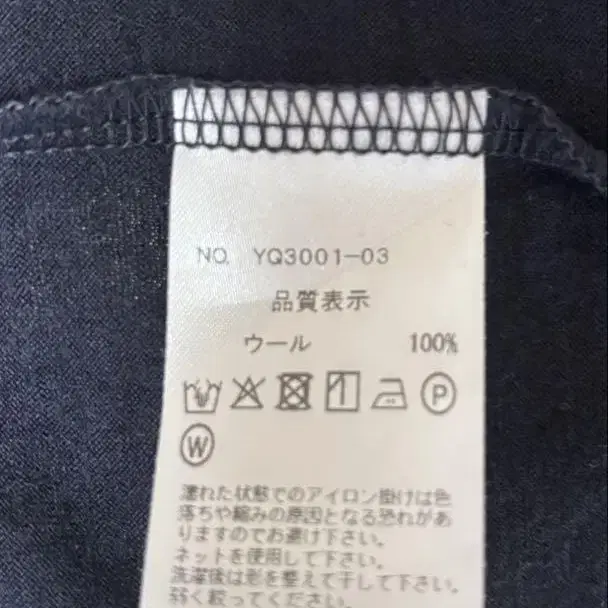 NO. YQ3001-03
品質表示
ウール 100%
P
W
濡れた状態でのアイロン掛けは色
落ちや縮みの原因となる恐れがあ
りますのでお避け下さい。
ネットを使用して下さい。
洗濯後は形を整えて干して下さい。
弱く絞ってください。